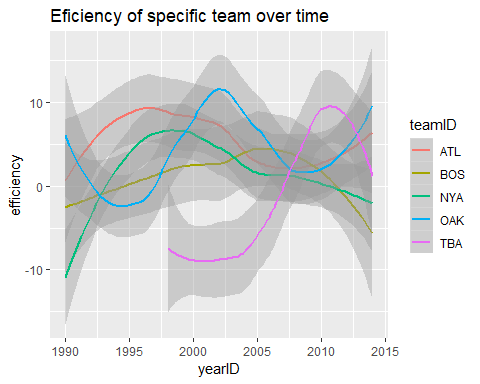 Eficiency of specific team over time
efficiency
10
0
-10
1990 1995 2000 2005 2010 2015
yearID
teamID
ATL
BOS
NYA
OAK
TBA